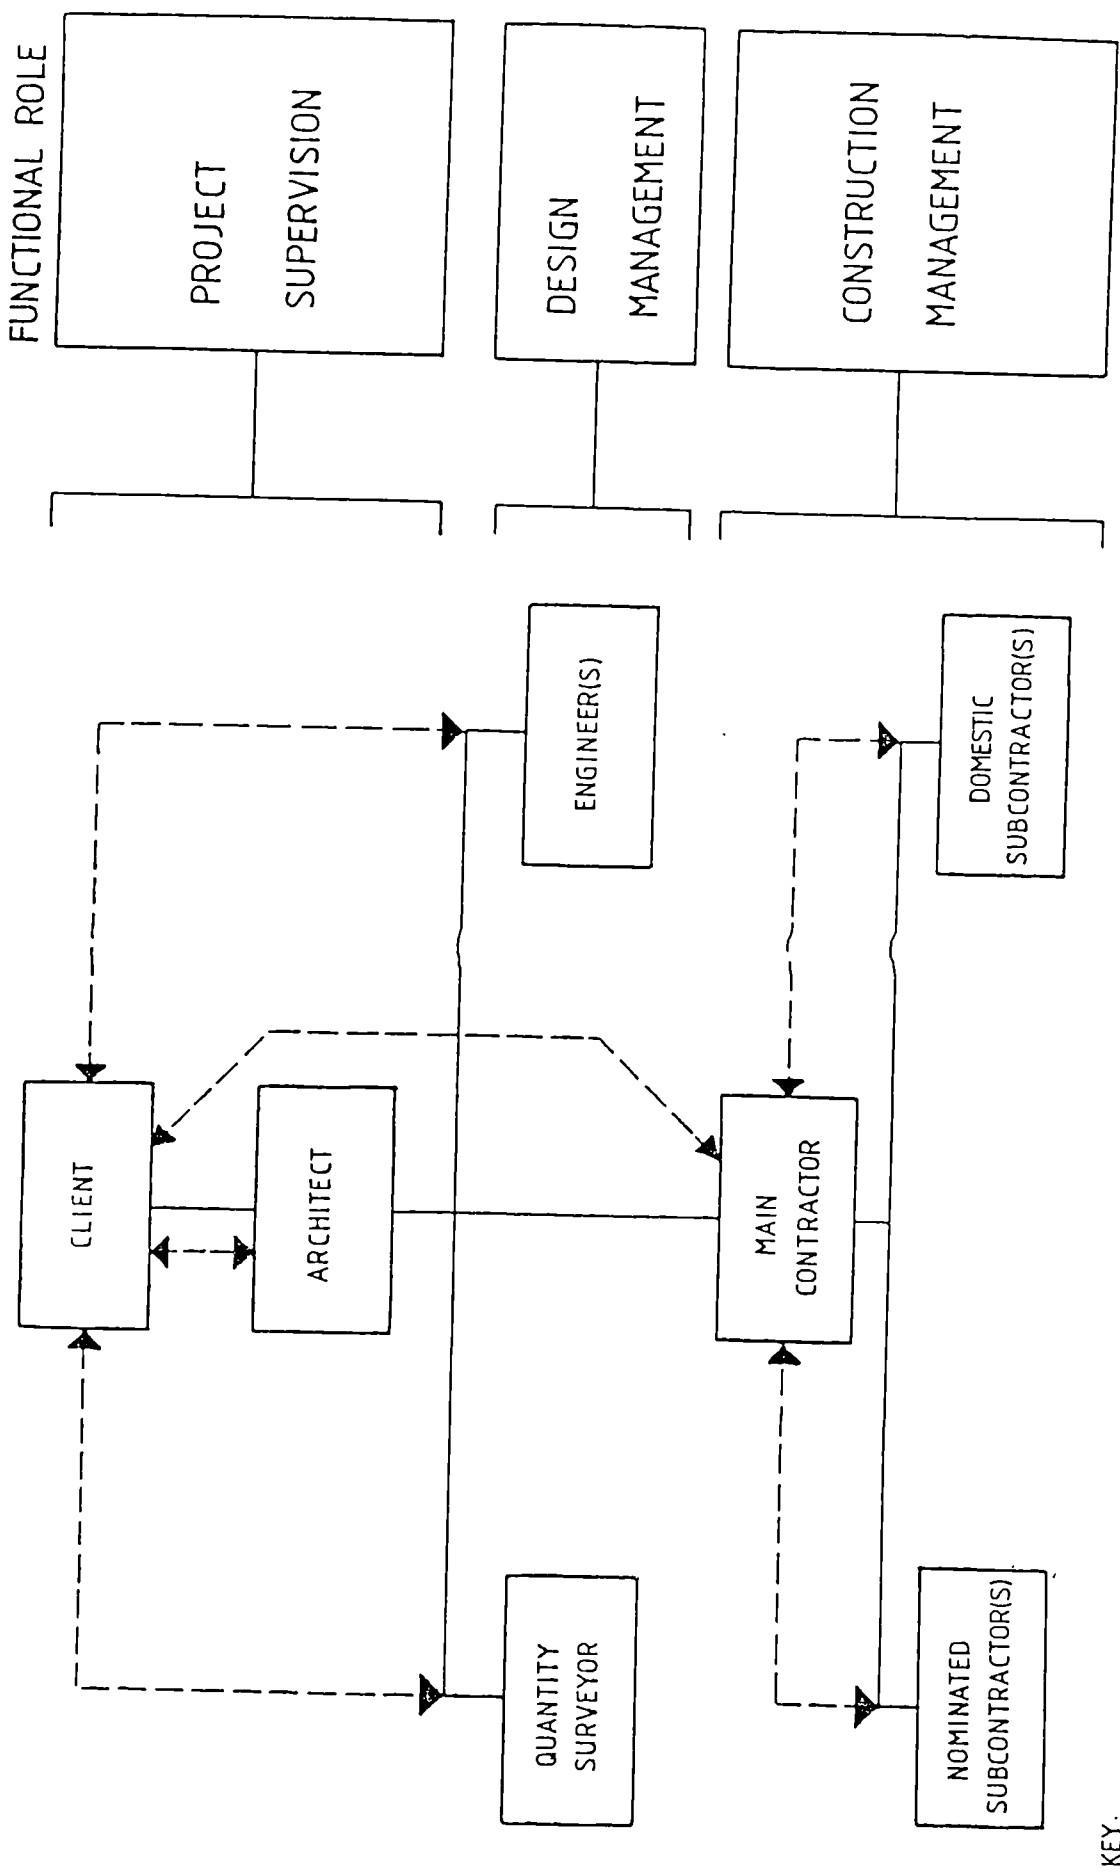 FUNCTIONAL ROLE
PROJECT
SUPERVISION
DESIGN
MANAGEMENT
CONSTRUCTION
MANAGEMENT
CLIENT
ARCHITECT
QUANTITY
SURVEYOR
ENGINEER(S)
MAIN
CONTRACTOR
NOMINATED
SUBCONTRACTOR(S)
DOMESTIC
SUBCONTRACTOR(S)
KEY: